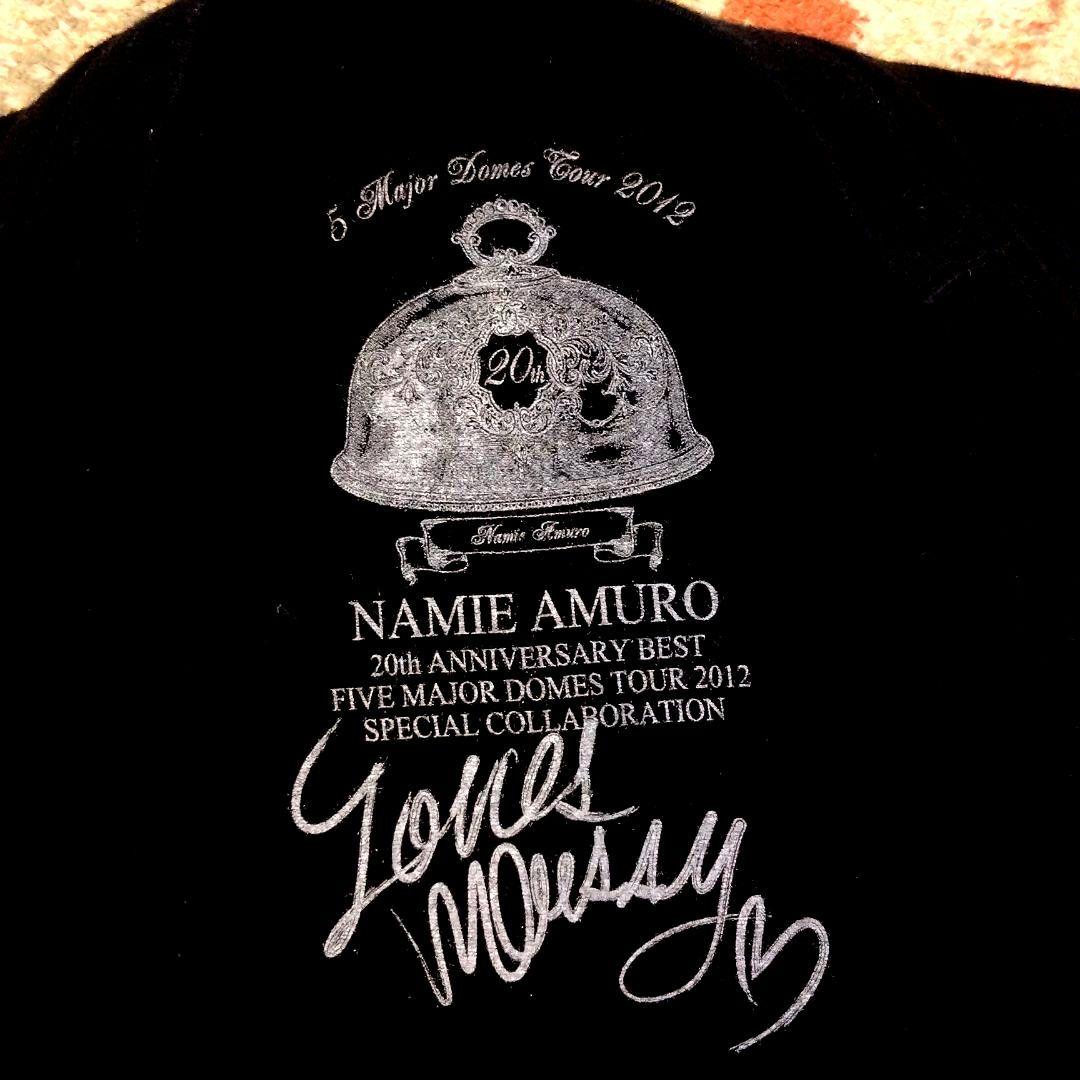 5 Major Domes Tour 2012
20th
Namie Amuro
NAMIE AMURO
20th ANNIVERSARY BEST
FIVE MAJOR DOMES TOUR 2012
SPECIAL COLLABORATION
Yours
Moussy